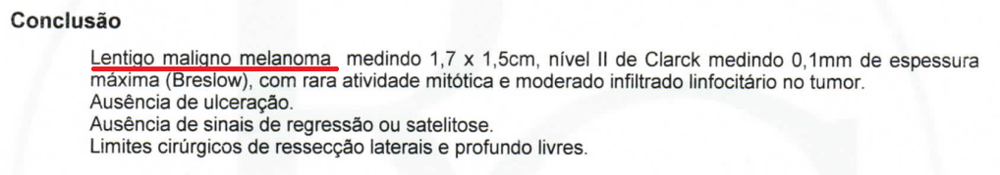 Conclusão
Lentigo maligno melanoma medindo 1,7 x 1,5cm, nível II de Clarck medindo 0,1mm de espessura
máxima (Breslow), com rara atividade mitótica e moderado infiltrado linfocitário no tumor.
Ausência de ulceração.
Ausência de sinais de regressão ou satelitose.
Limites cirúrgicos de ressecção laterais e profundo livres.